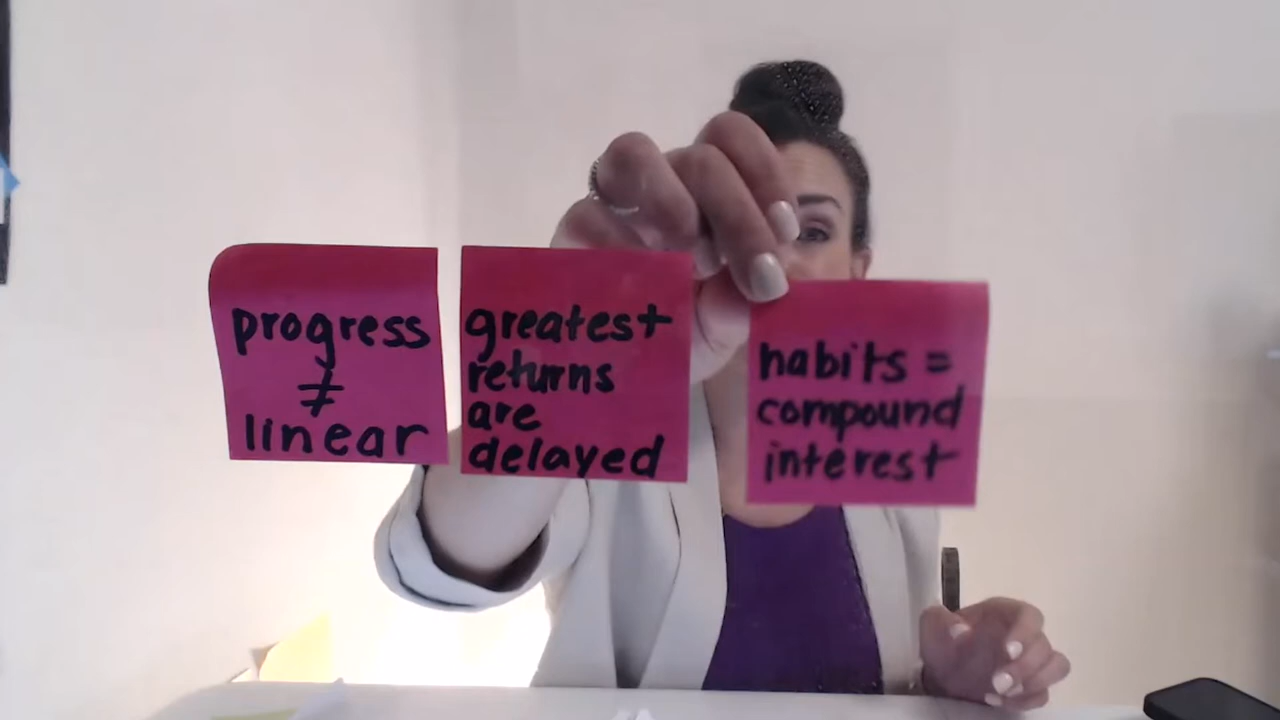 progress
≠
linear
greatest
returns
are
delayed
habits =
compound
interest